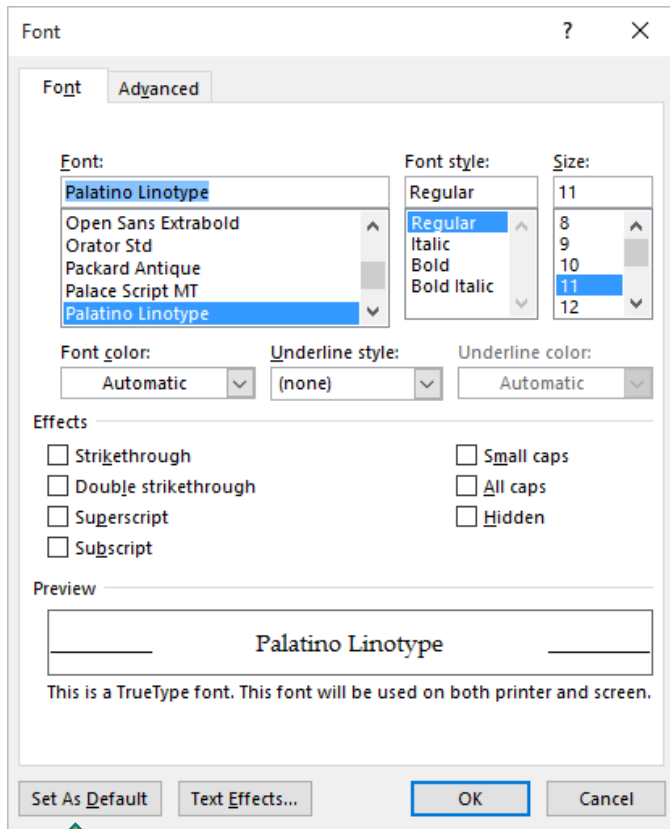 Font ?
Font Advanced
Font: Font style: Size:
Palatino Linotype Regular 11
Open Sans Extrabold Regular 8
Orator Std Italic 9
Packard Antique Bold 10
Palace Script MT Bold Italic 11
Palatino Linotype 12
Font color: Underline style: Underline color:
Automatic (none) Automatic
Effects
Strikethrough Small caps
Double strikethrough All caps
Superscript Hidden
Subscript
Preview
Palatino Linotype
This is a TrueType font. This font will be used on both printer and screen.
Set As Default Text Effects... OK Cancel